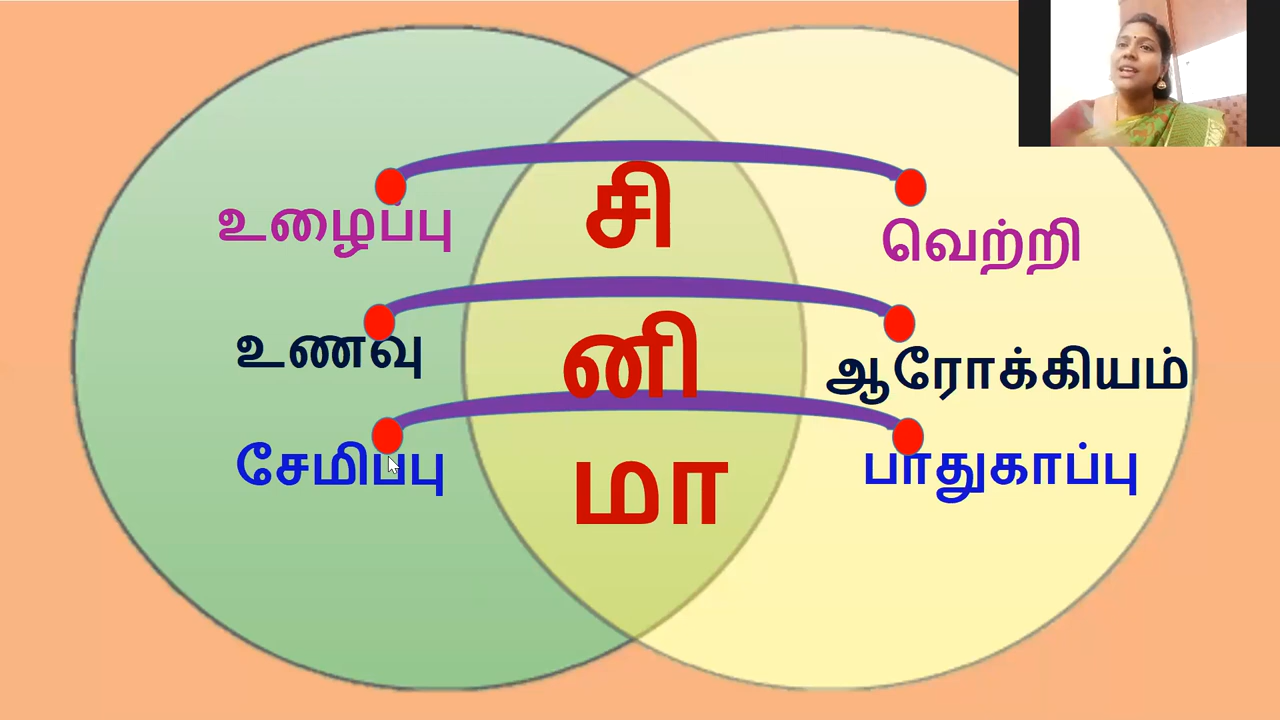 உழைப்பு சி வெற்றி
உணவு னி ஆரோக்கியம்
சேமிப்பு மா பாதுகாப்பு